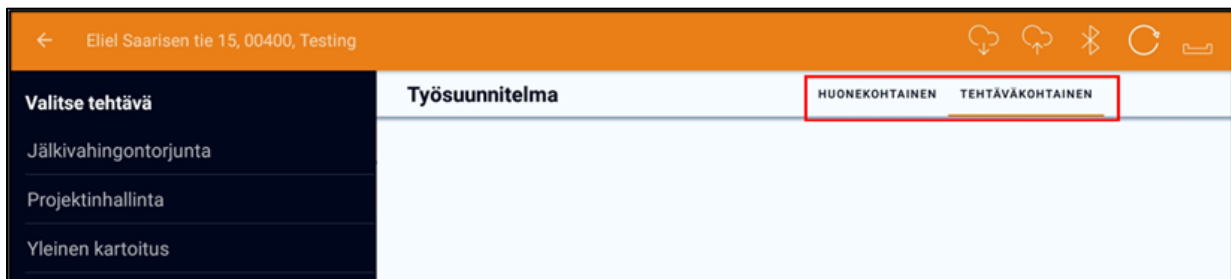 Eliel Saarisen tie 15, 00400, Testing
Valitse tehtävä
Työsuunnitelma
HUONEKOHTAINEN TEHTÄVÄKOHTAINEN
Jälkivahingontorjunta
Projektinhallinta
Yleinen kartoitus